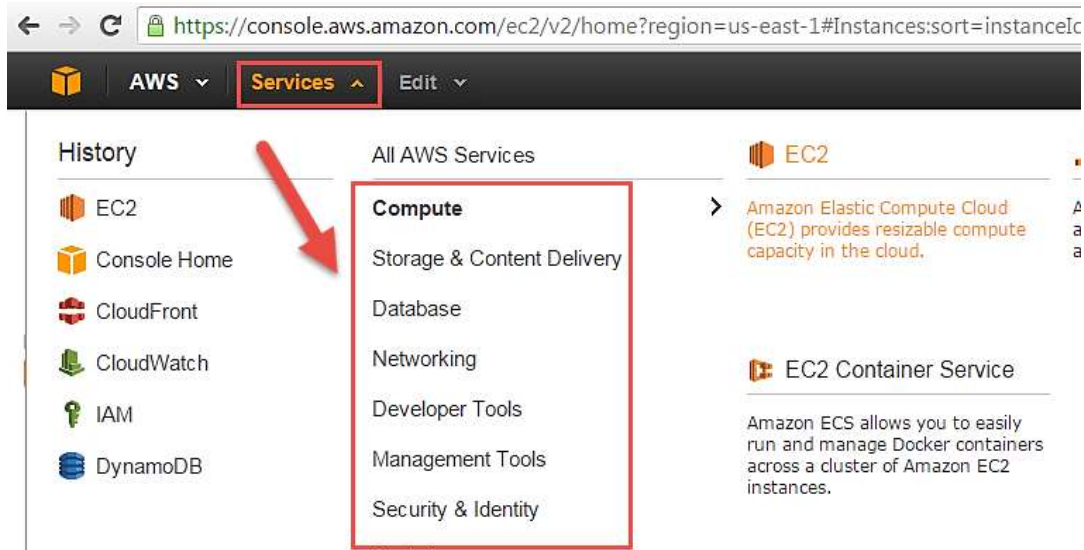 https://console.aws.amazon.com/ec2/v2/home?region=us-east-1#Instances:sort=instanceId
AWS Services Edit
History
EC2
Console Home
CloudFront
CloudWatch
IAM
DynamoDB
All AWS Services
Compute
Storage & Content Delivery
Database
Networking
Developer Tools
Management Tools
Security & Identity
EC2
Amazon Elastic Compute Cloud
(EC2) provides resizable compute
capacity in the cloud.
EC2 Container Service
Amazon ECS allows you to easily
run and manage Docker containers
across a cluster of Amazon EC2
instances.